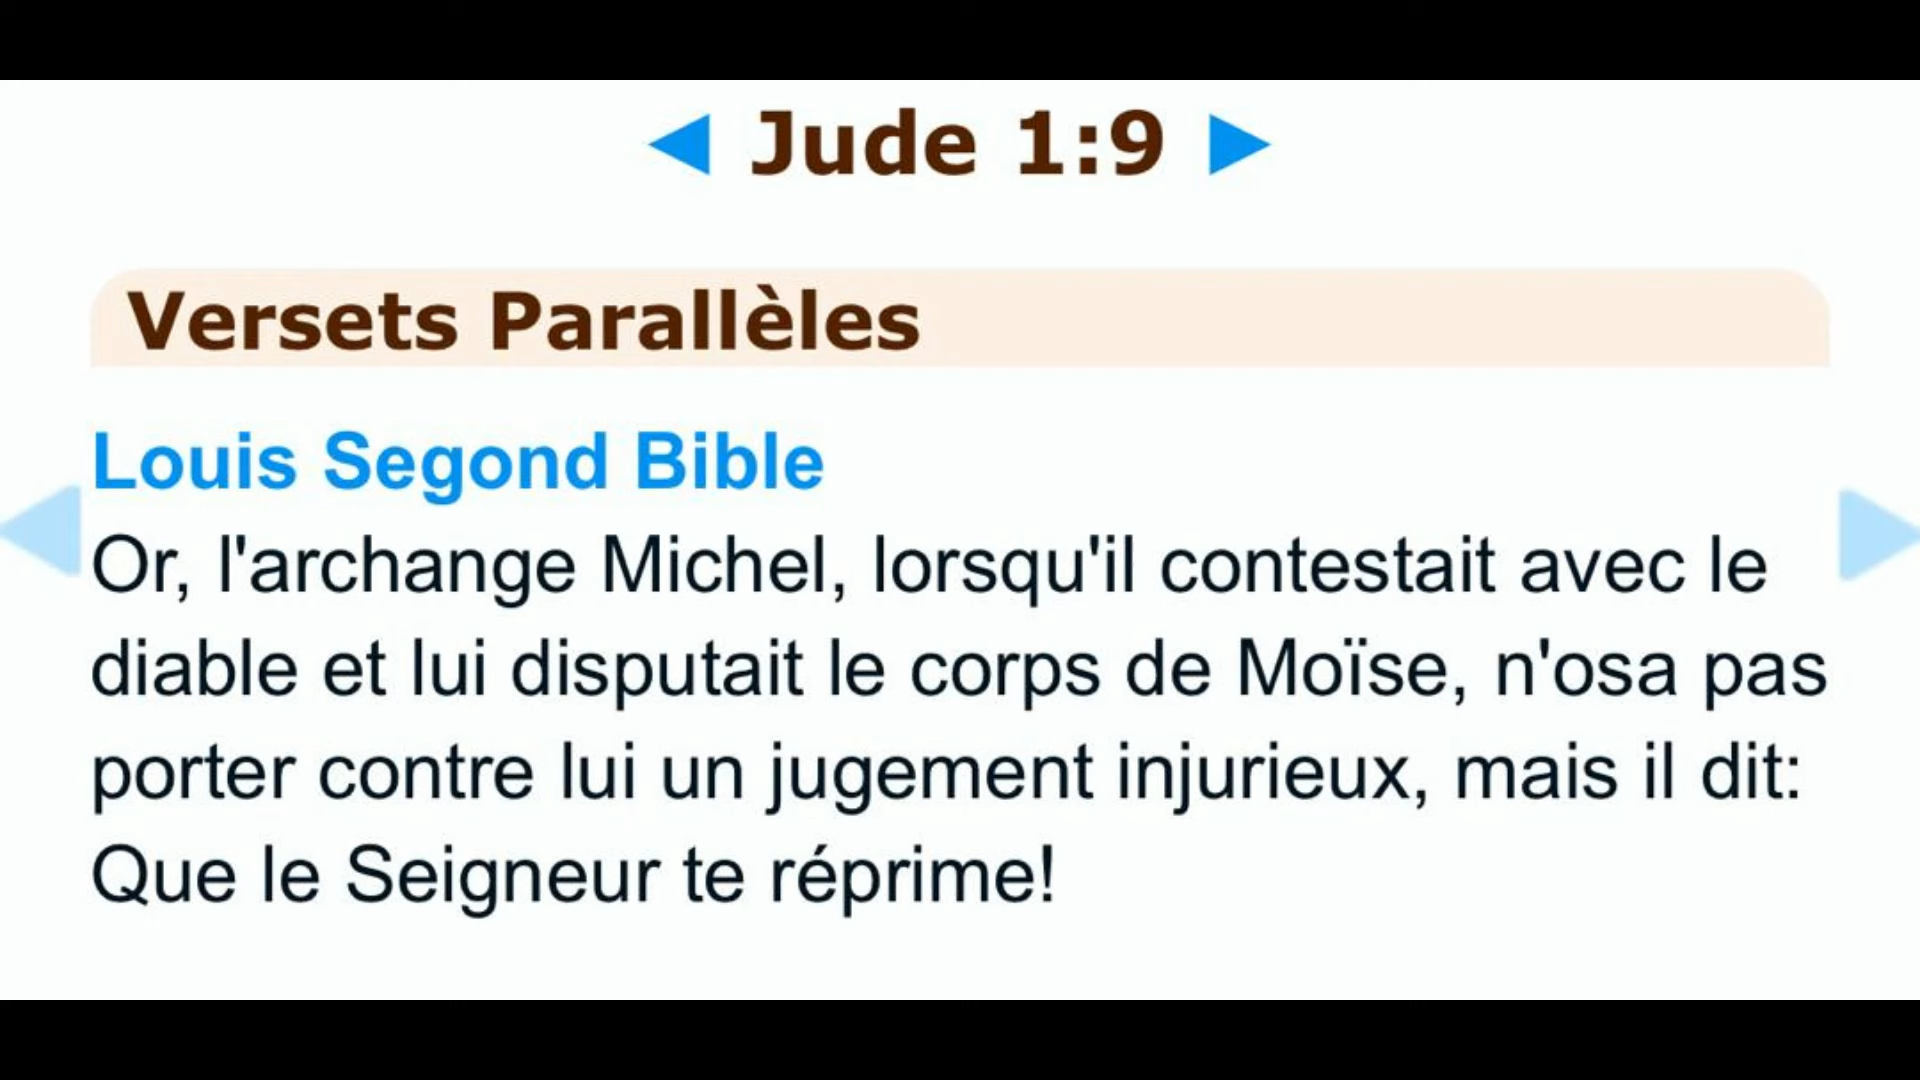 Jude 1:9
Versets Parallèles
Louis Segond Bible
Or, l'archange Michel, lorsqu'il contestait avec le
diable et lui disputait le corps de Moïse, n'osa pas
porter contre lui un jugement injurieux, mais il dit:
Que le Seigneur te réprime!